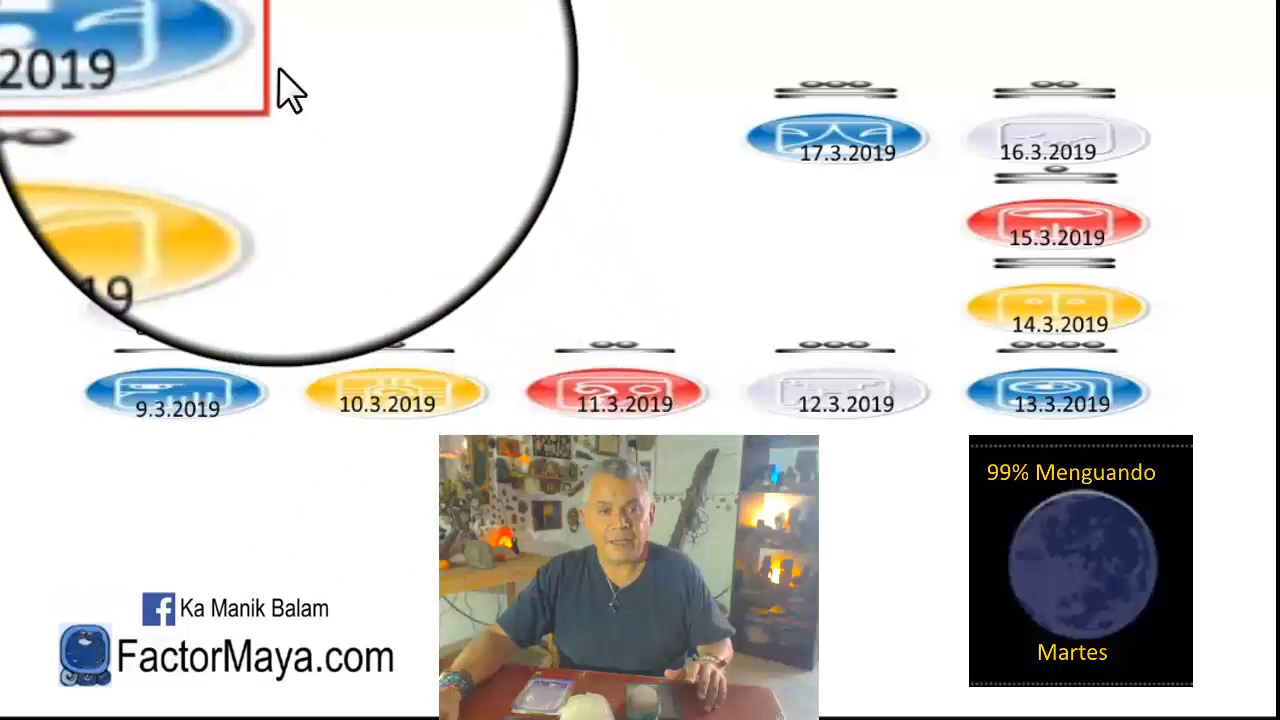 2019
17.3.2019
16.3.2019
15.3.2019
19
14.3.2019
9.3.2019
10.3.2019
11.3.2019
12.3.2019
13.3.2019
99% Menguando
Martes
Ka Manik Balam
FactorMaya.com